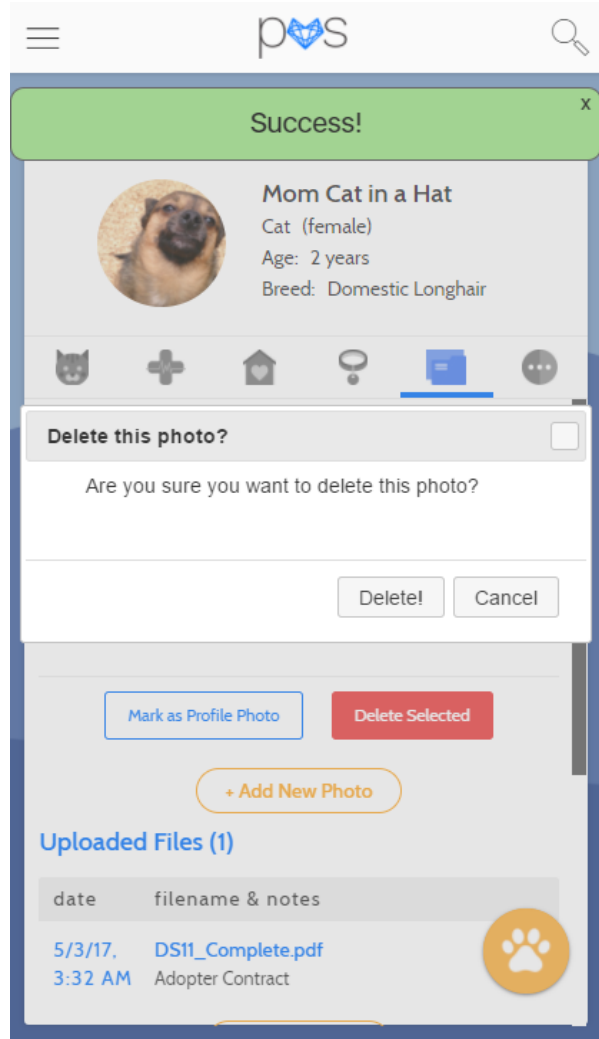 pvs
Success!
x
Mom Cat in a Hat
Cat (female)
Age: 2 years
Breed: Domestic Longhair
Delete this photo?
Are you sure you want to delete this photo?
Delete! Cancel
Mark as Profile Photo Delete Selected
+ Add New Photo
Uploaded Files (1)
date filename & notes
5/3/17, DS11_Complete.pdf
3:32 AM Adopter Contract